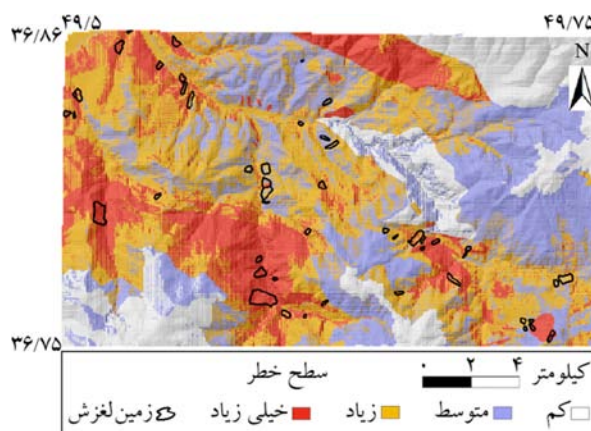 ۴۹/۵ ۴۹/۷۵
۳۶/۸۶
N
۳۶/۷۵
سطح خطر ۰ ۲ ۴ کیلومتر
کم متوسط زیاد خیلی زیاد زمین‌لغزش